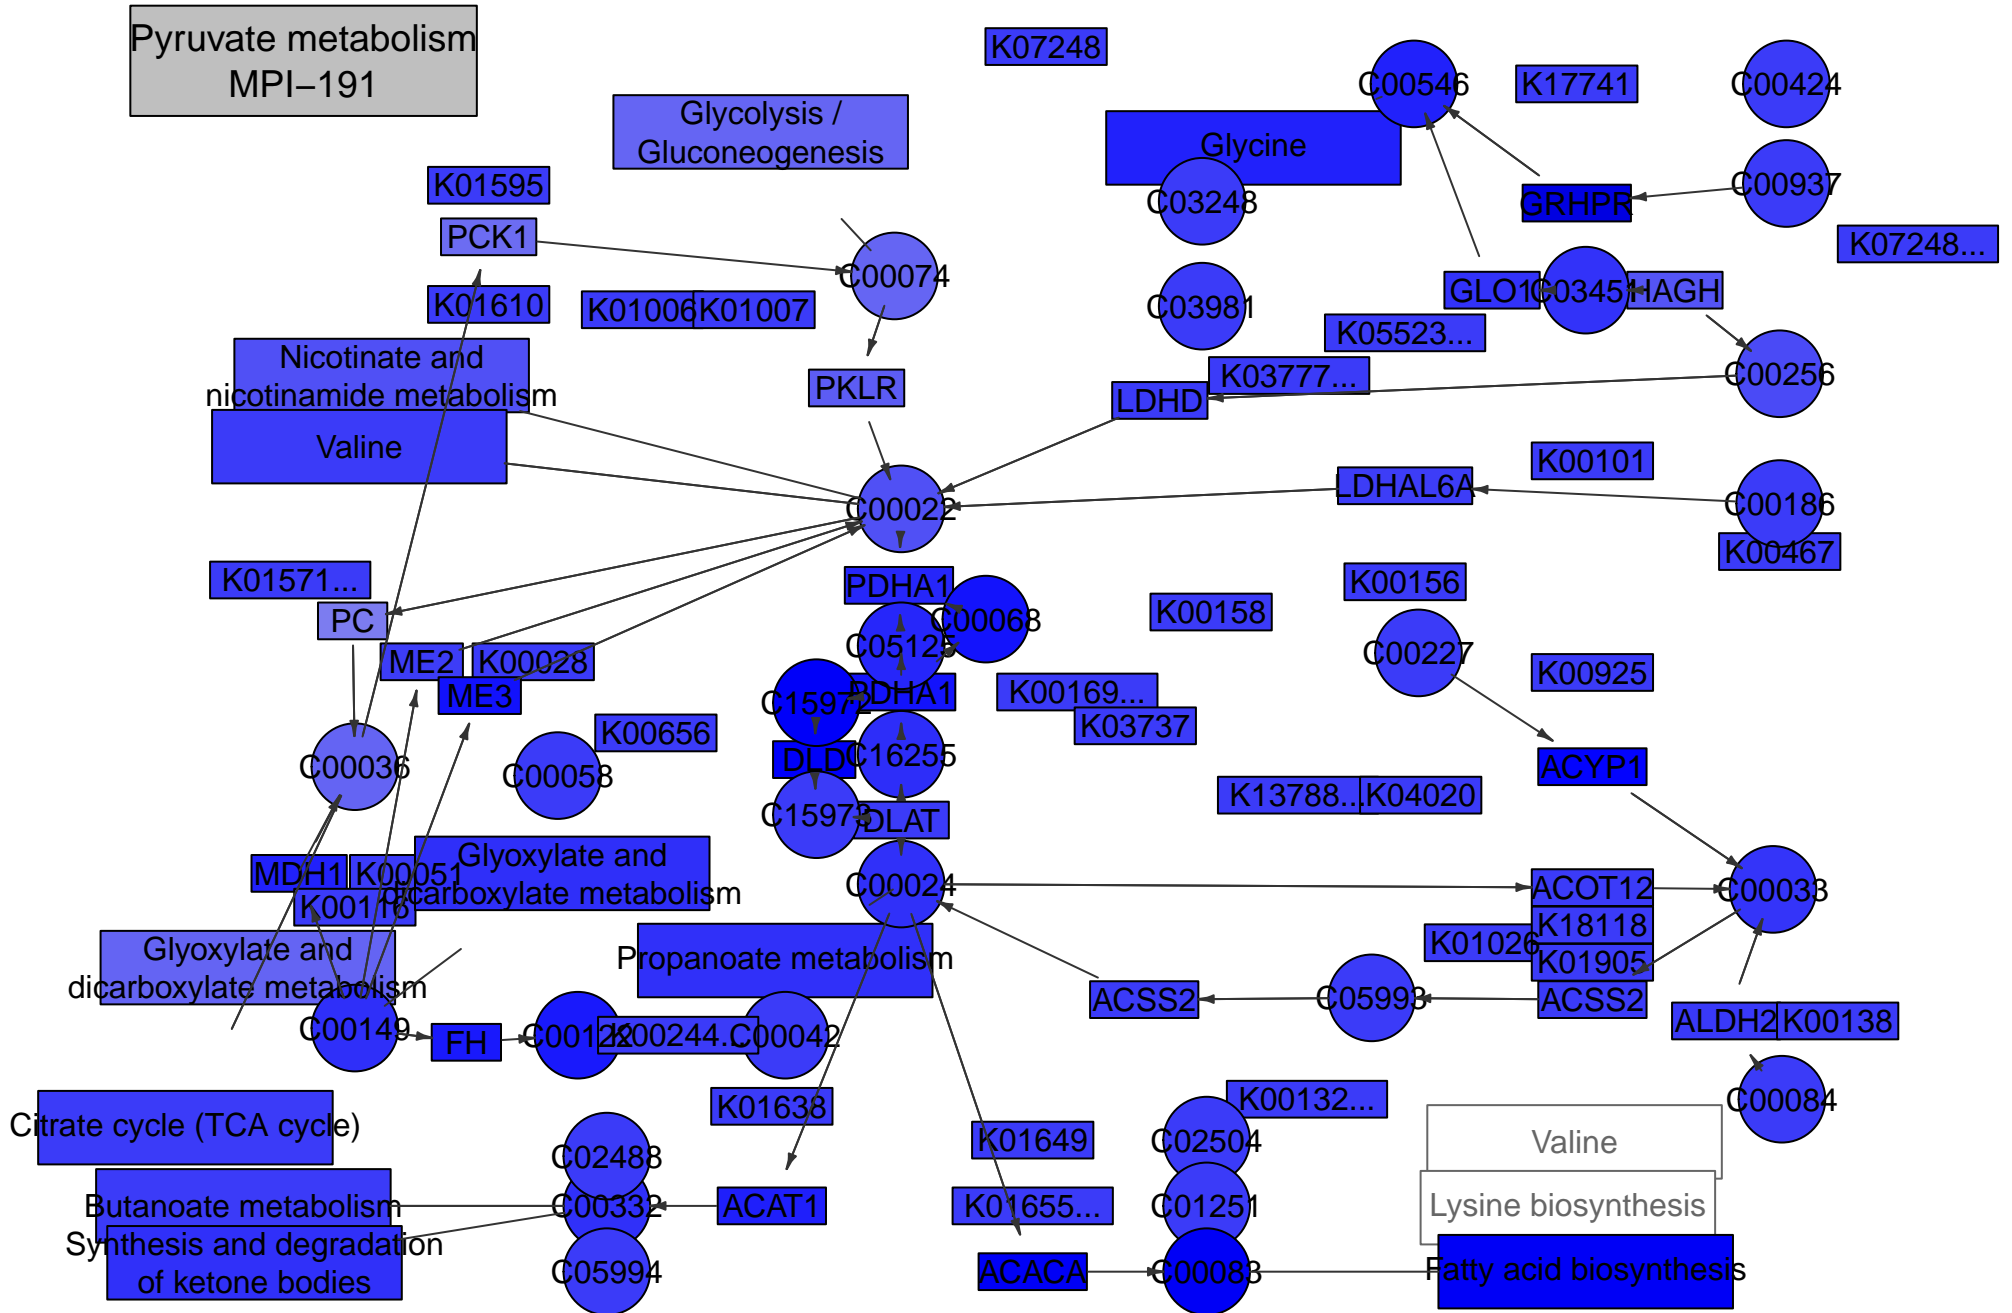 Pyruvate metabolism
MPI−191
K07248
C00546
K17741
C00424
Glycolysis /
Gluconeogenesis
Glycine
K01595
C03248
GRHPR
C00937
PCK1
K07248...
C00074
K01610
K01006
K01007
C03981
GLO1
C03451
HAGH
K05523...
Nicotinate and
nicotinamide metabolism
PKLR
K03777...
LDHD
C00256
Valine
K00101
LDHAL6A
C00186
C00022
K00467
K01571...
PDHA1
K00156
PC
C00068
K00158
C05125
C00227
ME2
K00028
K00925
ME3
C15972
PDHA1
K00169...
K03737
K00656
C00036
C00058
DLD
C16255
ACYP1
K13788...
K04020
C15973
DLAT
MDH1
K00051
Glyoxylate and
dicarboxylate metabolism
C00024
ACOT12
C00033
K00116
K18118
K01026
Glyoxylate and
dicarboxylate metabolism
Propanoate metabolism
K01905
ACSS2
C05993
ACSS2
C00149
FH
C00122
K00244...
C00042
ALDH2
K00138
K01638
K00132...
C00084
Citrate cycle (TCA cycle)
K01649
C02504
Valine
C02488
Butanoate metabolism
C00332
ACAT1
K01655...
C01251
Lysine biosynthesis
Synthesis and degradation
of ketone bodies
C05994
ACACA
C00083
Fatty acid biosynthesis